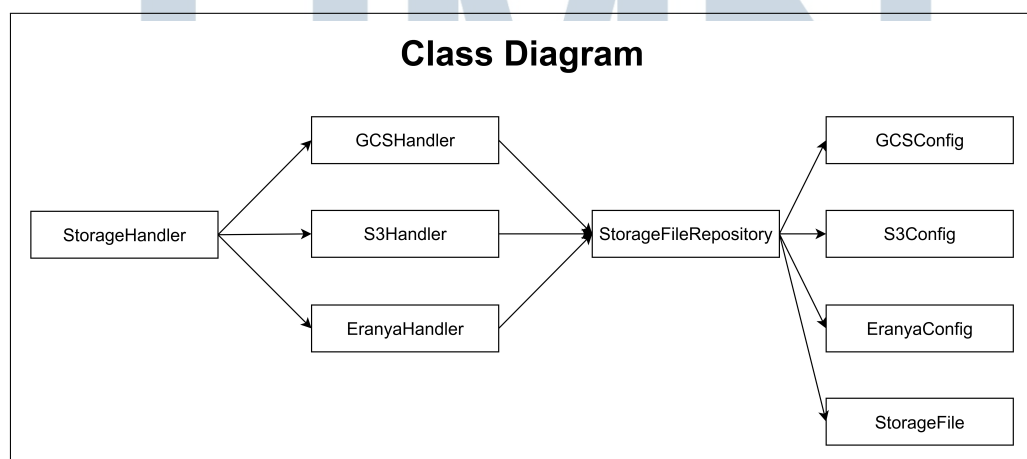 Class Diagram
StorageHandler
GCSHandler
S3Handler
EranyaHandler
StorageFileRepository
GCSConfig
S3Config
EranyaConfig
StorageFile